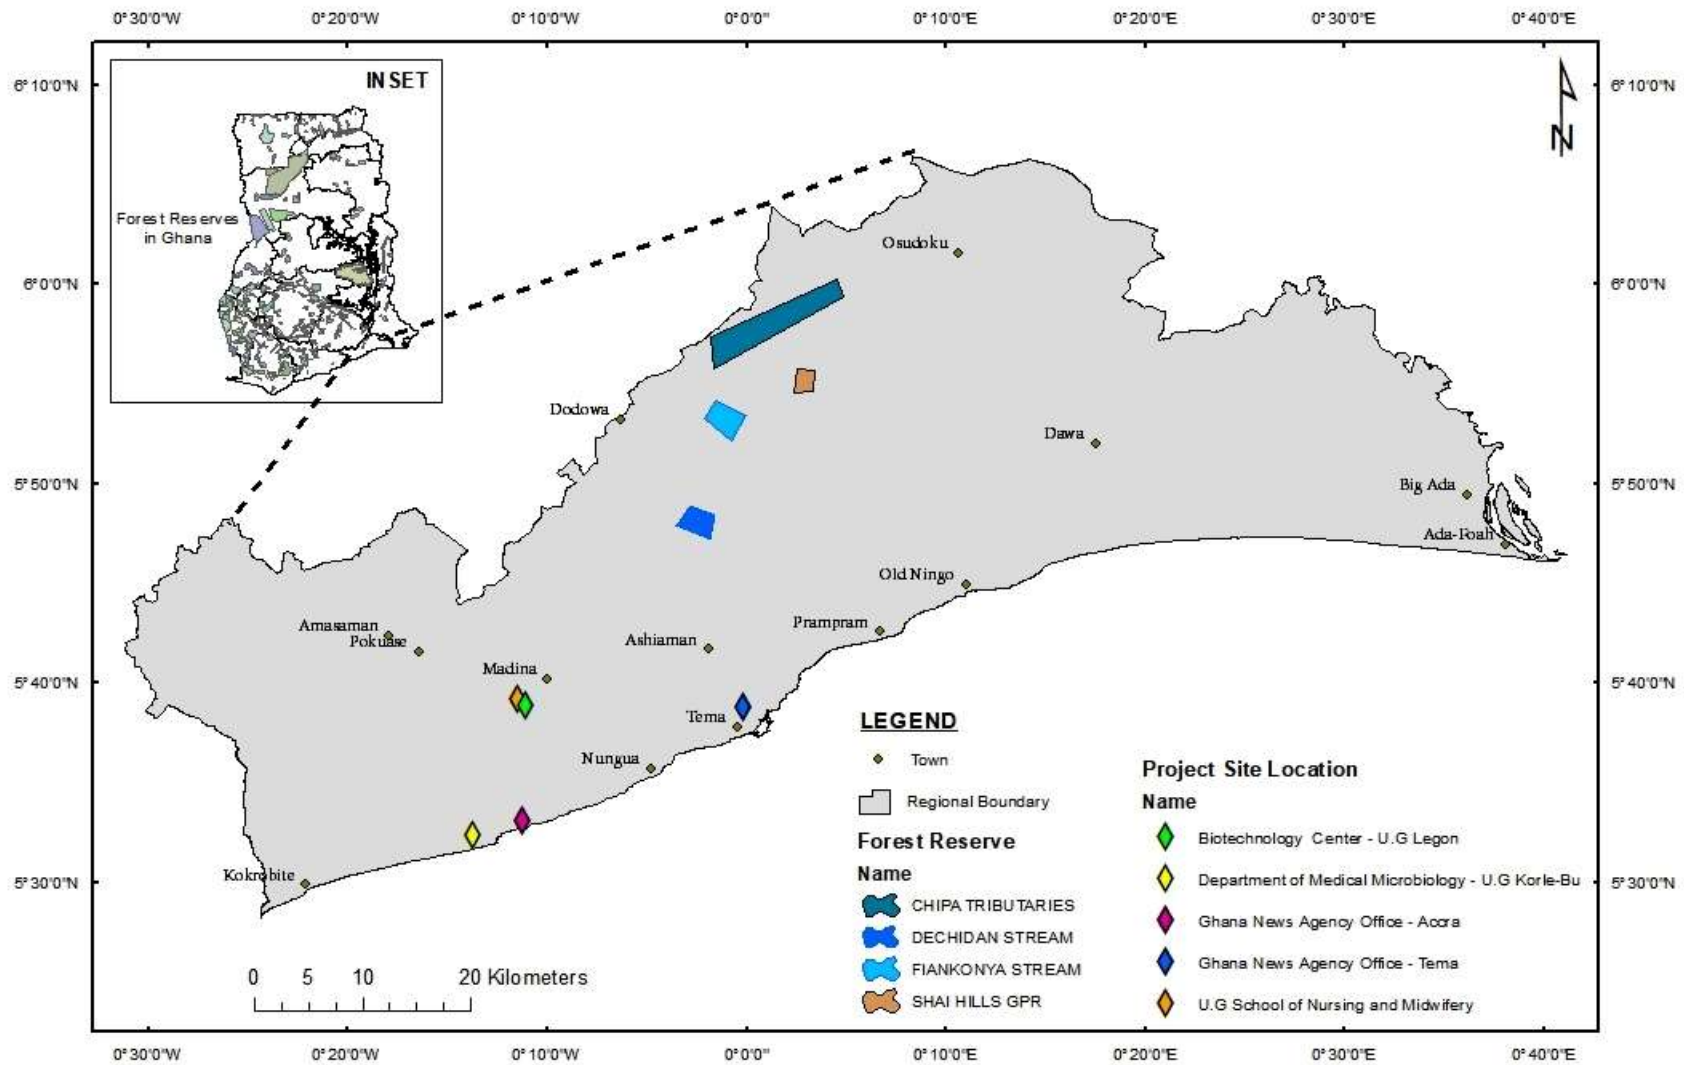 0°30'0"W 0°20'0"W 0°10'0"W 0°0'0" 0°10'0"E 0°20'0"E 0°30'0"E 0°40'0"E
6°10'0"N
6°10'0"N
INSET
N
Forest Reserves
in Ghana
Osudoku
6°0'0"N
6°0'0"N
Dodowa
Dawa
5°50'0"N
5°50'0"N
Big Ada
Ada-Foah
Old Ningo
Amasaman
Prampram
Pokuase
Ashiaman
Madina
5°40'0"N
5°40'0"N
Tema
Nungua
Kokrobite
5°30'0"N
5°30'0"N
0 5 10 20 Kilometers
LEGEND
Town
Regional Boundary
Forest Reserve
Name
CHIPA TRIBUTARIES
DECHIDAN STREAM
FIANKONYA STREAM
SHAI HILLS GPR
Project Site Location
Name
Biotechnology Center - U.G Legon
Department of Medical Microbiology - U.G Korle-Bu
Ghana News Agency Office - Accra
Ghana News Agency Office - Tema
U.G School of Nursing and Midwifery
0°30'0"W 0°20'0"W 0°10'0"W 0°0'0" 0°10'0"E 0°20'0"E 0°30'0"E 0°40'0"E